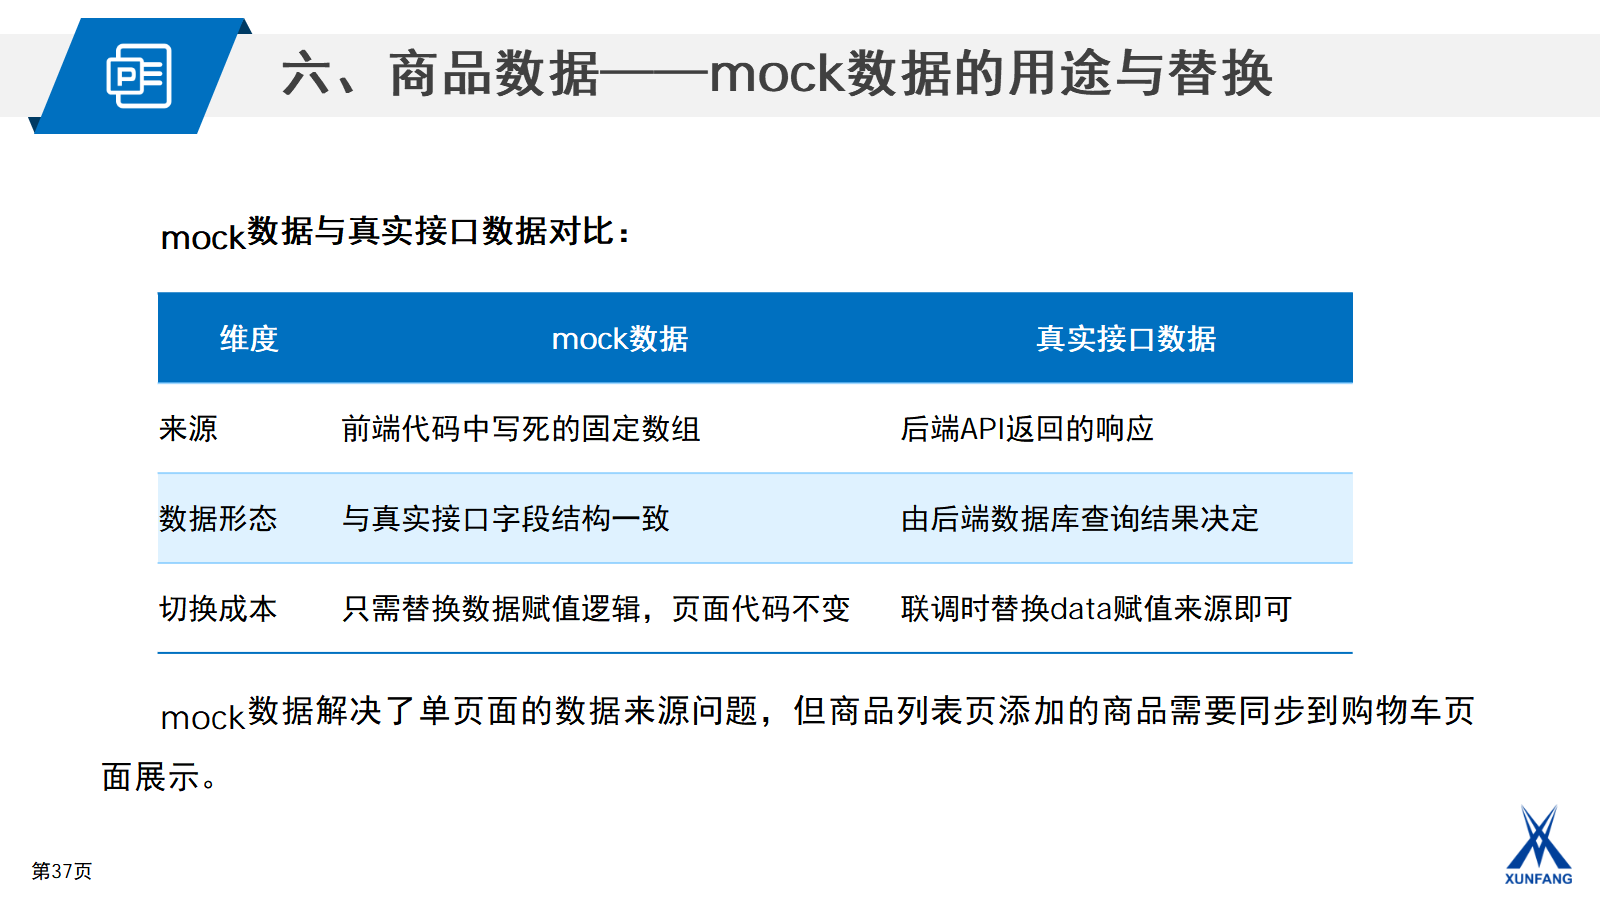 六、商品数据——mock数据的用途与替换
mock数据与真实接口数据对比：
维度 mock数据 真实接口数据
来源 前端代码中写死的固定数组 后端API返回的响应
数据形态 与真实接口字段结构一致 由后端数据库查询结果决定
切换成本 只需替换数据赋值逻辑，页面代码不变 联调时替换data赋值来源即可
mock数据解决了单页面的数据来源问题，但商品列表页添加的商品需要同步到购物车页
面展示。
第37页
XUNFANG